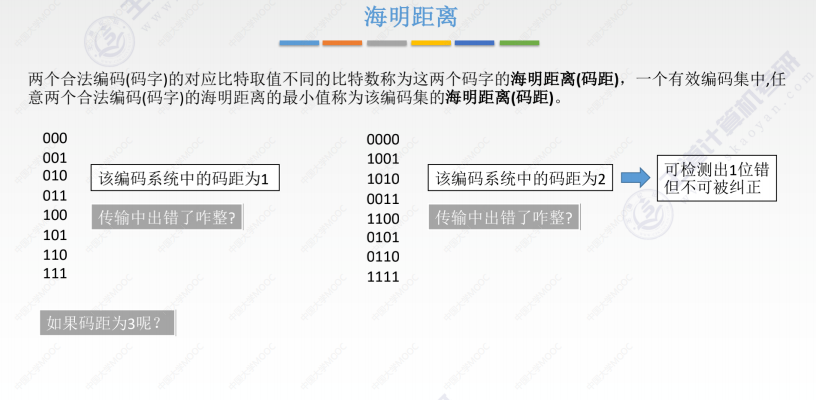 海明距离
两个合法编码(码字)的对应比特取值不同的比特数称为这两个码字的海明距离(码距)，一个有效编码集中,任
意两个合法编码(码字)的海明距离的最小值称为该编码集的海明距离(码距)。
000
001
010
011
100
101
110
111
该编码系统中的码距为1
传输中出错了咋整?
0000
1001
1010
0011
1100
0101
0110
1111
该编码系统中的码距为2
传输中出错了咋整?
可检测出1位错
但不可被纠正
如果码距为3呢?